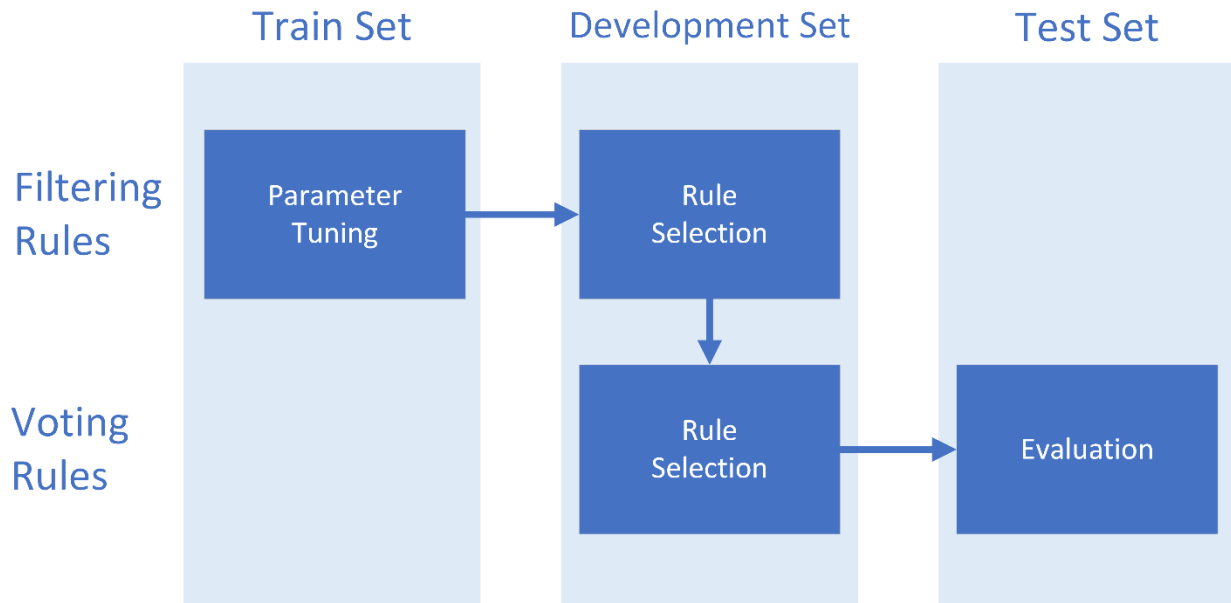 Train Set
Development Set
Test Set
Filtering
Rules
Parameter
Tuning
Rule
Selection
Voting
Rules
Rule
Selection
Evaluation